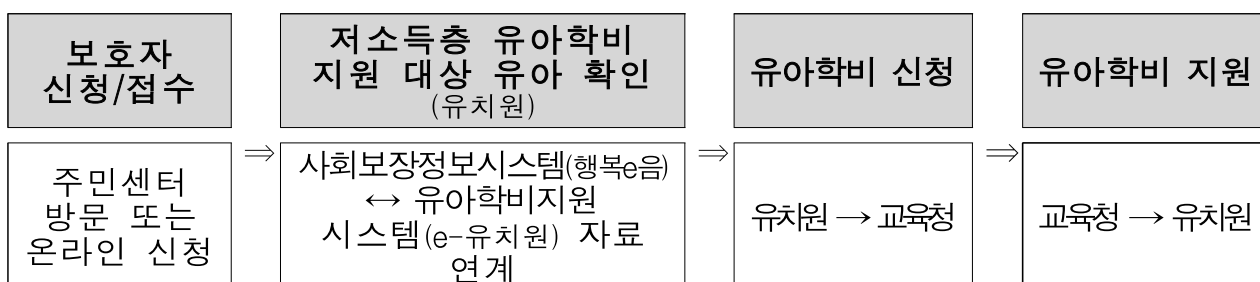 보호자
신청/접수
저소득층 유아학비
지원 대상 유아 확인
(유치원)
유아학비 신청
유아학비 지원
주민센터
방문 또는
온라인 신청
⇒
사회보장정보시스템(행복e음)
↔ 유아학비지원
시스템(e-유치원) 자료
연계
⇒
유치원 → 교육청
⇒
교육청 → 유치원